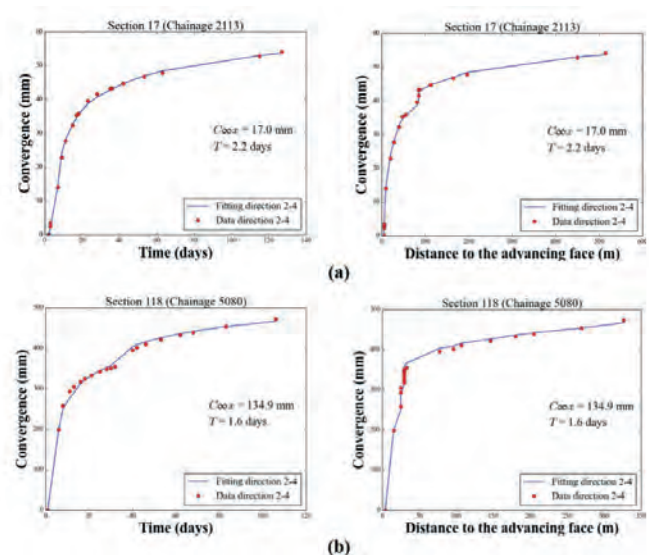 Section 17 (Chainage 2113)
Convergence (mm)
C∞x = 17.0 mm
T = 2.2 days
Fitting direction 2-4
Data direction 2-4
Time (days)
Section 17 (Chainage 2113)
Convergence (mm)
C∞x = 17.0 mm
T = 2.2 days
Fitting direction 2-4
Data direction 2-4
Distance to the advancing face (m)
(a)
Section 118 (Chainage 5080)
Convergence (mm)
C∞x = 134.9 mm
T = 1.6 days
Fitting direction 2-4
Data direction 2-4
Time (days)
Section 118 (Chainage 5080)
Convergence (mm)
C∞x = 134.9 mm
T = 1.6 days
Fitting direction 2-4
Data direction 2-4
Distance to the advancing face (m)
(b)